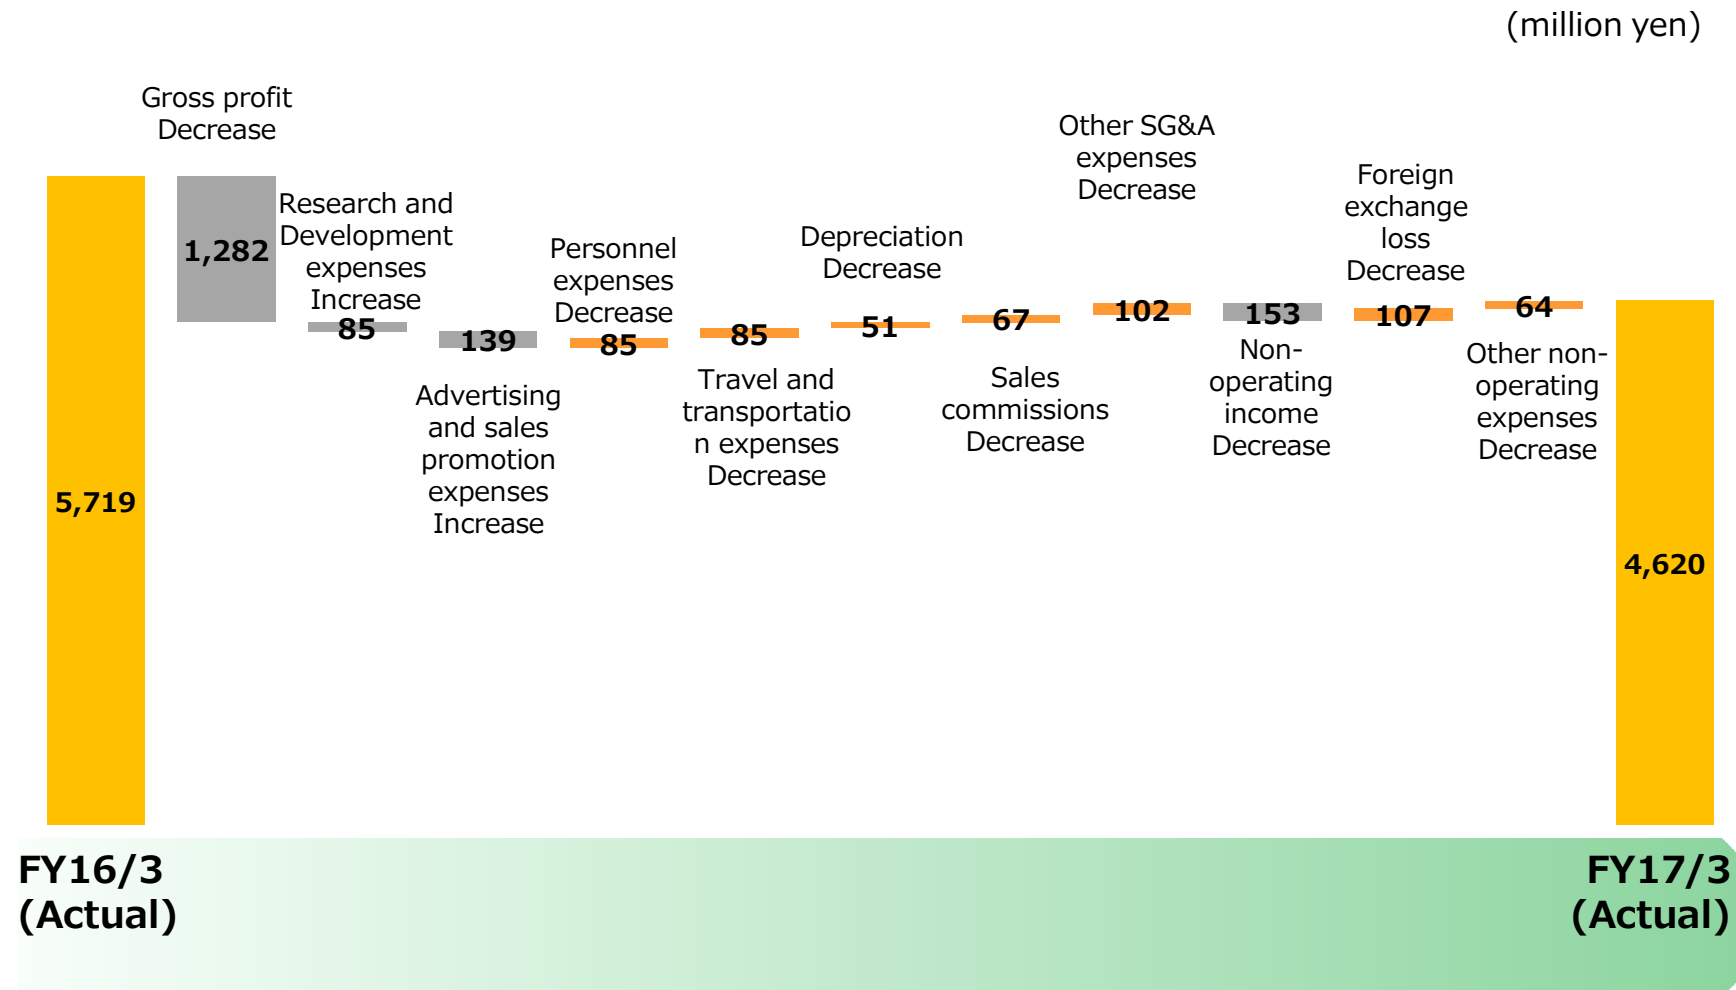 (million yen)
Gross profit
Decrease
1,282
Research and
Development
expenses
Increase
85
139
Advertising
and sales
promotion
expenses
Increase
Personnel
expenses
Decrease
85
85
Travel and
transportatio
n expenses
Decrease
Depreciation
Decrease
51
67
Sales
commissions
Decrease
Other SG&A
expenses
Decrease
102
153
Non-
operating
income
Decrease
Foreign
exchange
loss
Decrease
107
64
Other non-
operating
expenses
Decrease
5,719
4,620
FY16/3
(Actual)
FY17/3
(Actual)